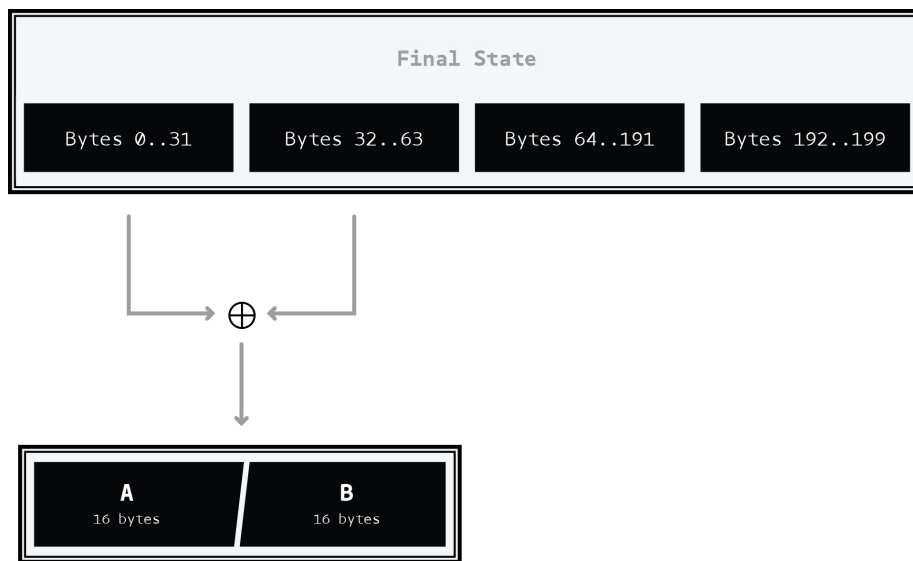 Final State
Bytes 0..31
Bytes 32..63
Bytes 64..191
Bytes 192..199
A
16 bytes
B
16 bytes